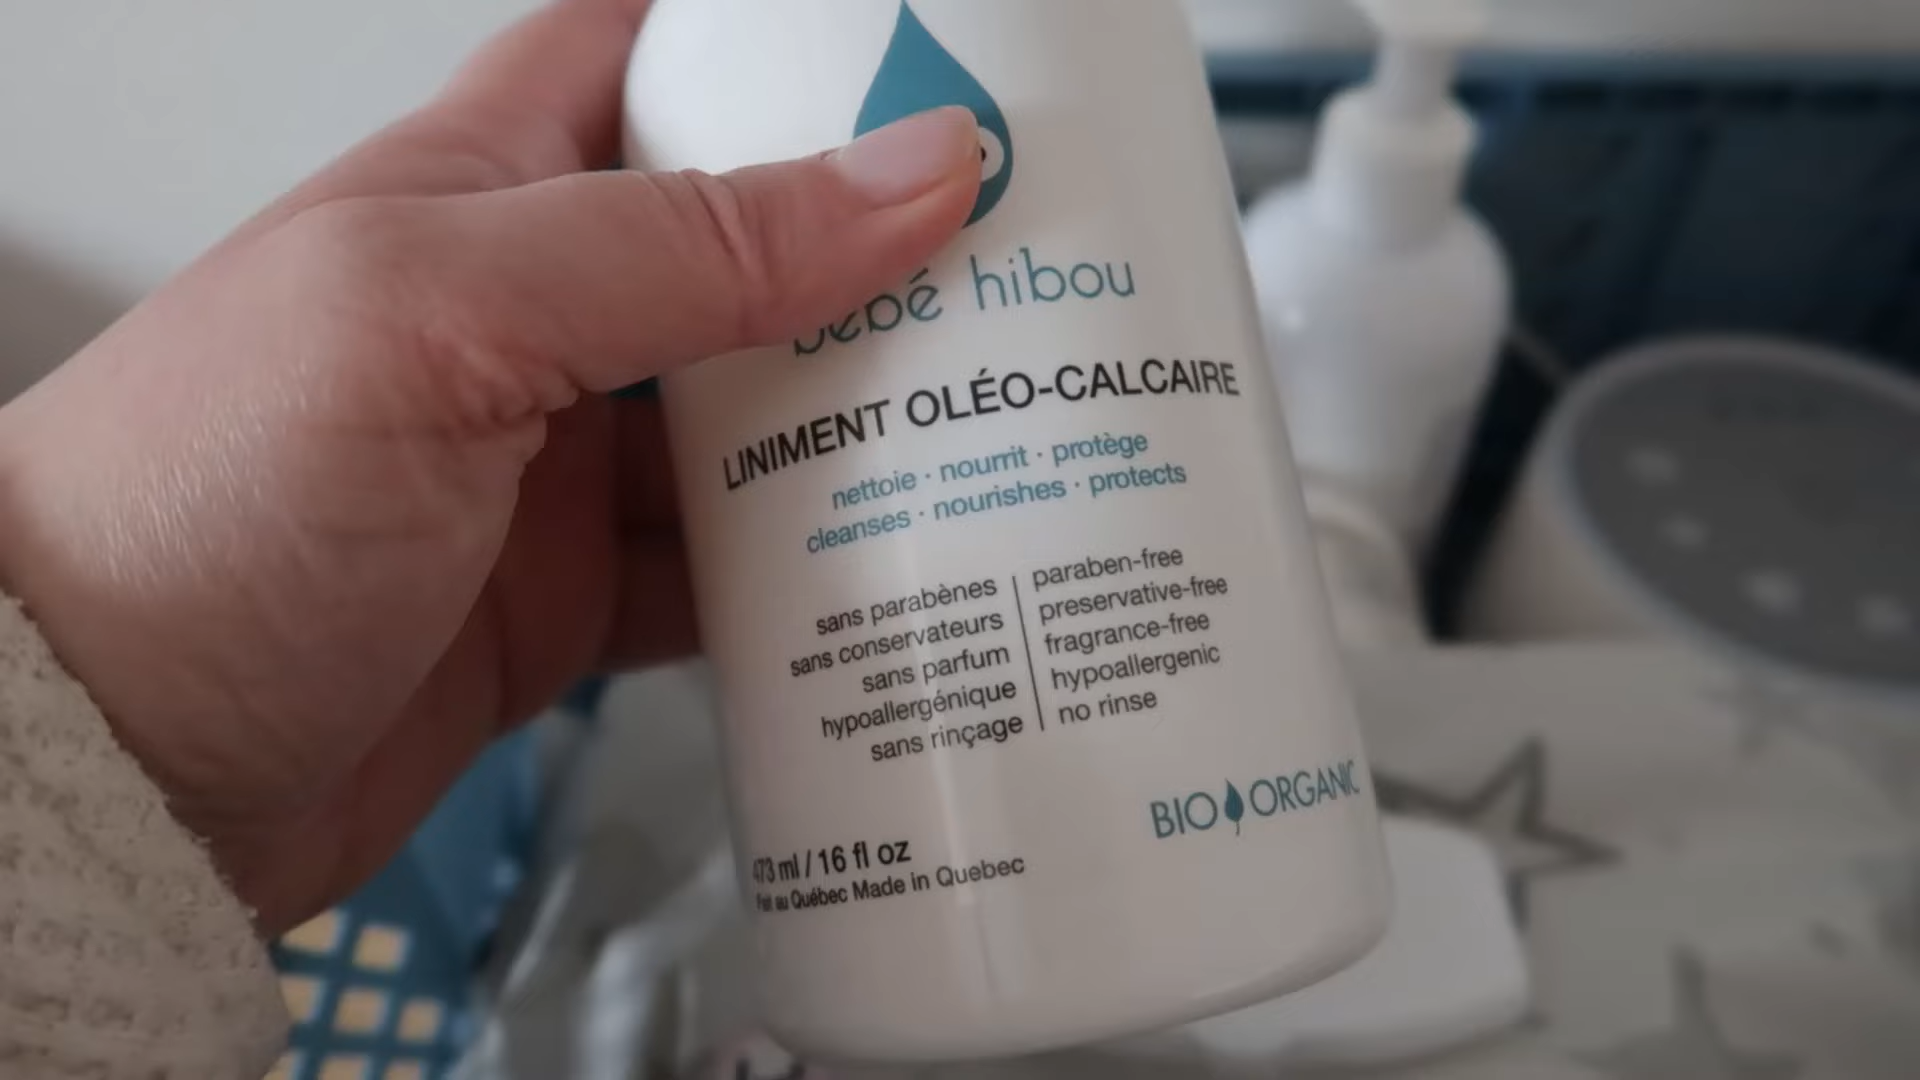 bébé hibou
LINIMENT OLÉO-CALCAIRE
nettoie · nourrit · protège
cleanses · nourishes · protects
sans parabènes
sans conservateurs
sans parfum
hypoallergénique
sans rinçage
paraben-free
preservative-free
fragrance-free
hypoallergenic
no rinse
BIO ORGANIC
473 ml / 16 fl oz
Fait au Québec Made in Quebec